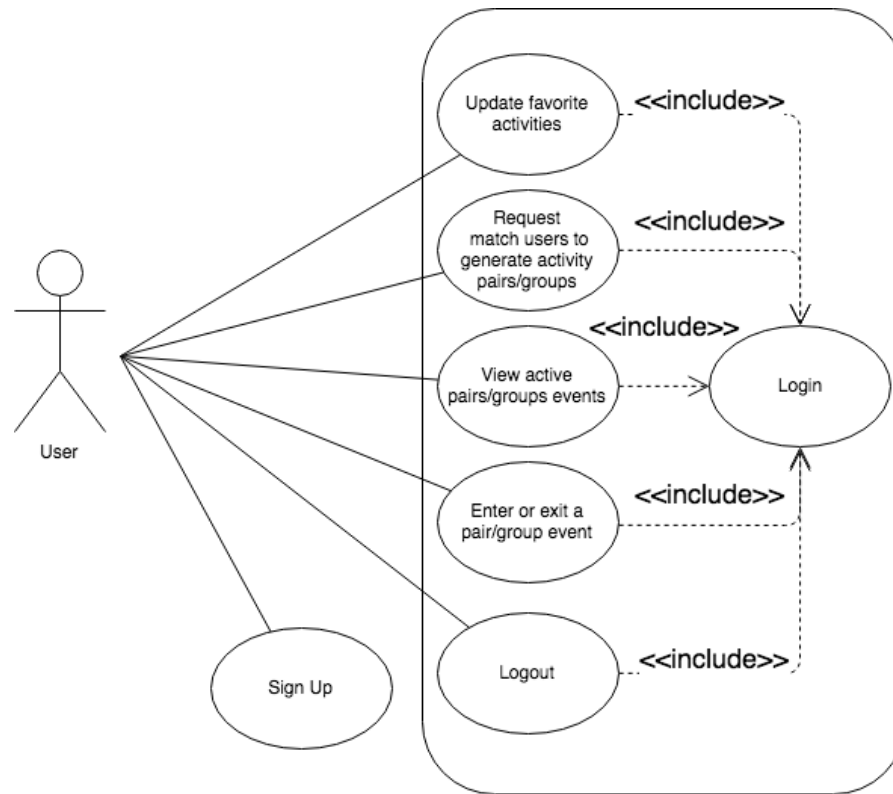 Update favorite
activities
<<include>>
Request
match users to
generate activity
pairs/groups
<<include>>
<<include>>
View active
pairs/groups events
Login
User
Enter or exit a
pair/group event
<<include>>
Sign Up
Logout
<<include>>